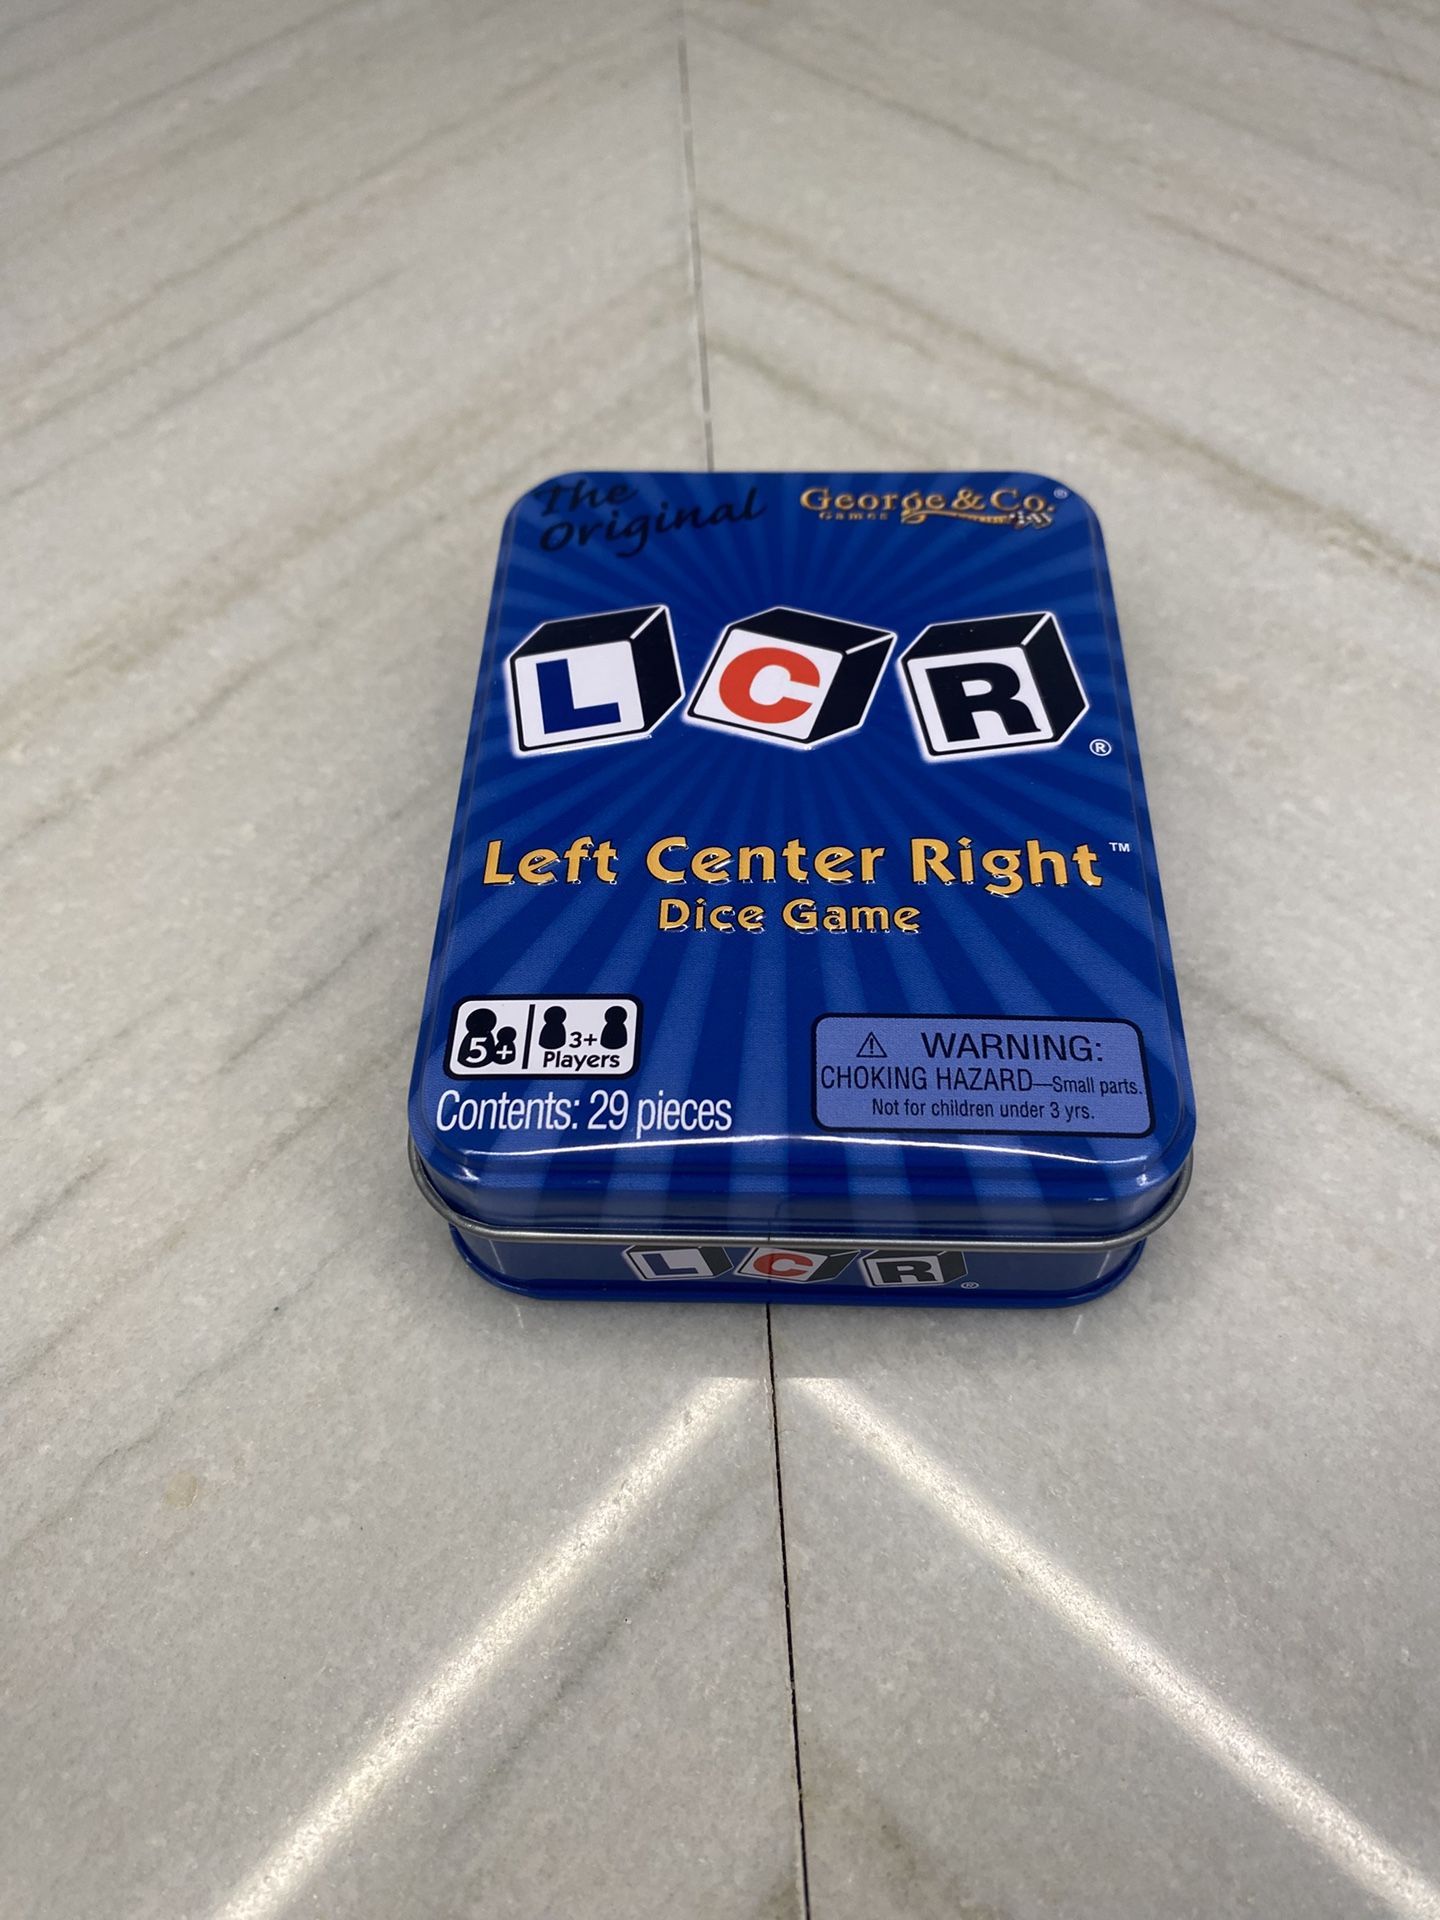 The
Original
George & Co.®
Games
L C R ®
Left Center Right™
Dice Game
5+ 3+
Players
Contents: 29 pieces
⚠ WARNING:
CHOKING HAZARD—Small parts.
Not for children under 3 yrs.
L C R ®